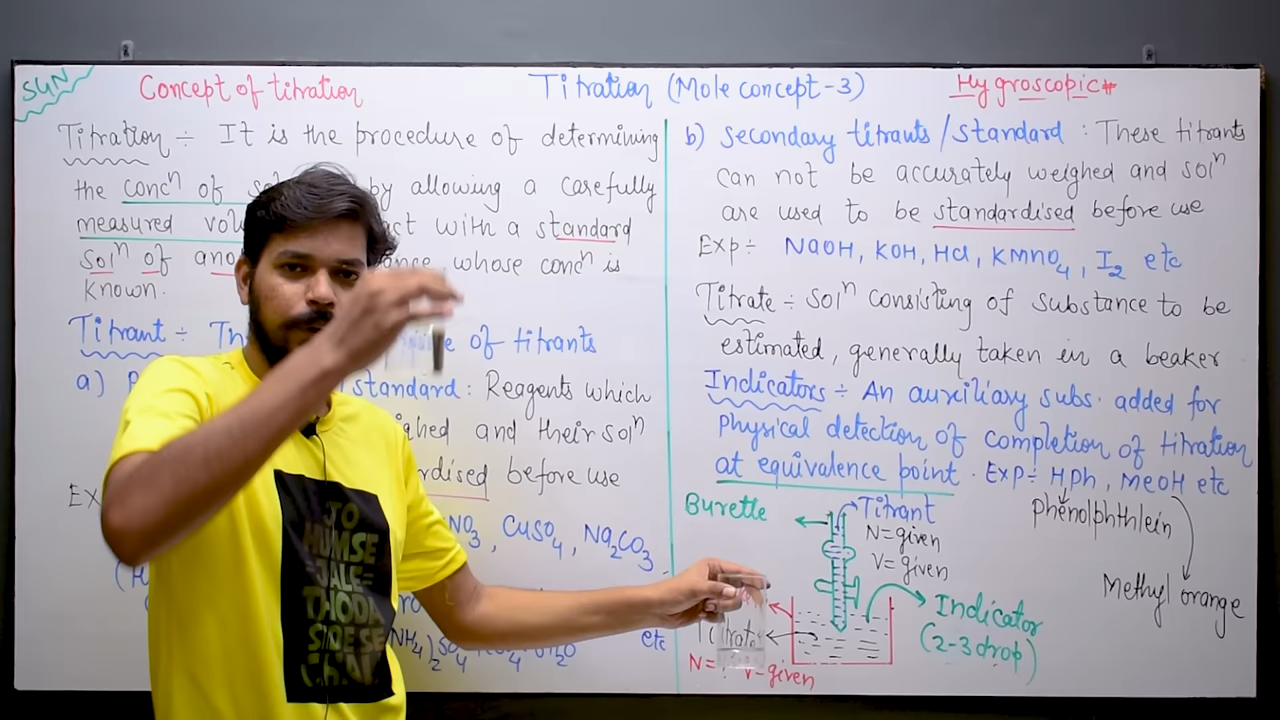 SUN
Concept of titration
Titration (Mole concept-3)
Hygroscopic*
Titration ÷ It is the procedure of determining
the concⁿ of by allowing a carefully
measured with a standard
solⁿ of whose concⁿ is
known.
Titrant ÷ of titrants
a) standard : Reagents which
and their solⁿ
before use
CuSO₄, Na₂CO₃
etc
b) Secondary titrants/standard : These titrants
can not be accurately weighed and solⁿ
are used to be standardised before use
Exp ÷ NaOH, KOH, HCl, KMnO₄, I₂ etc
Titrate ÷ Solⁿ consisting of substance to be
estimated, generally taken in a beaker
Indicators ÷ An auxiliary subs. added for
physical detection of completion of titration
at equivalence point. Exp ÷ HPh, MeOH etc
Phenolphthlein
Methyl orange
Burette
Titrant
N=given
V=given
Indicator
(2-3 drop)
Titrate
N=? V-given
TO
HUMSE
=JALE=
THODA
SIDE SE
CHAL